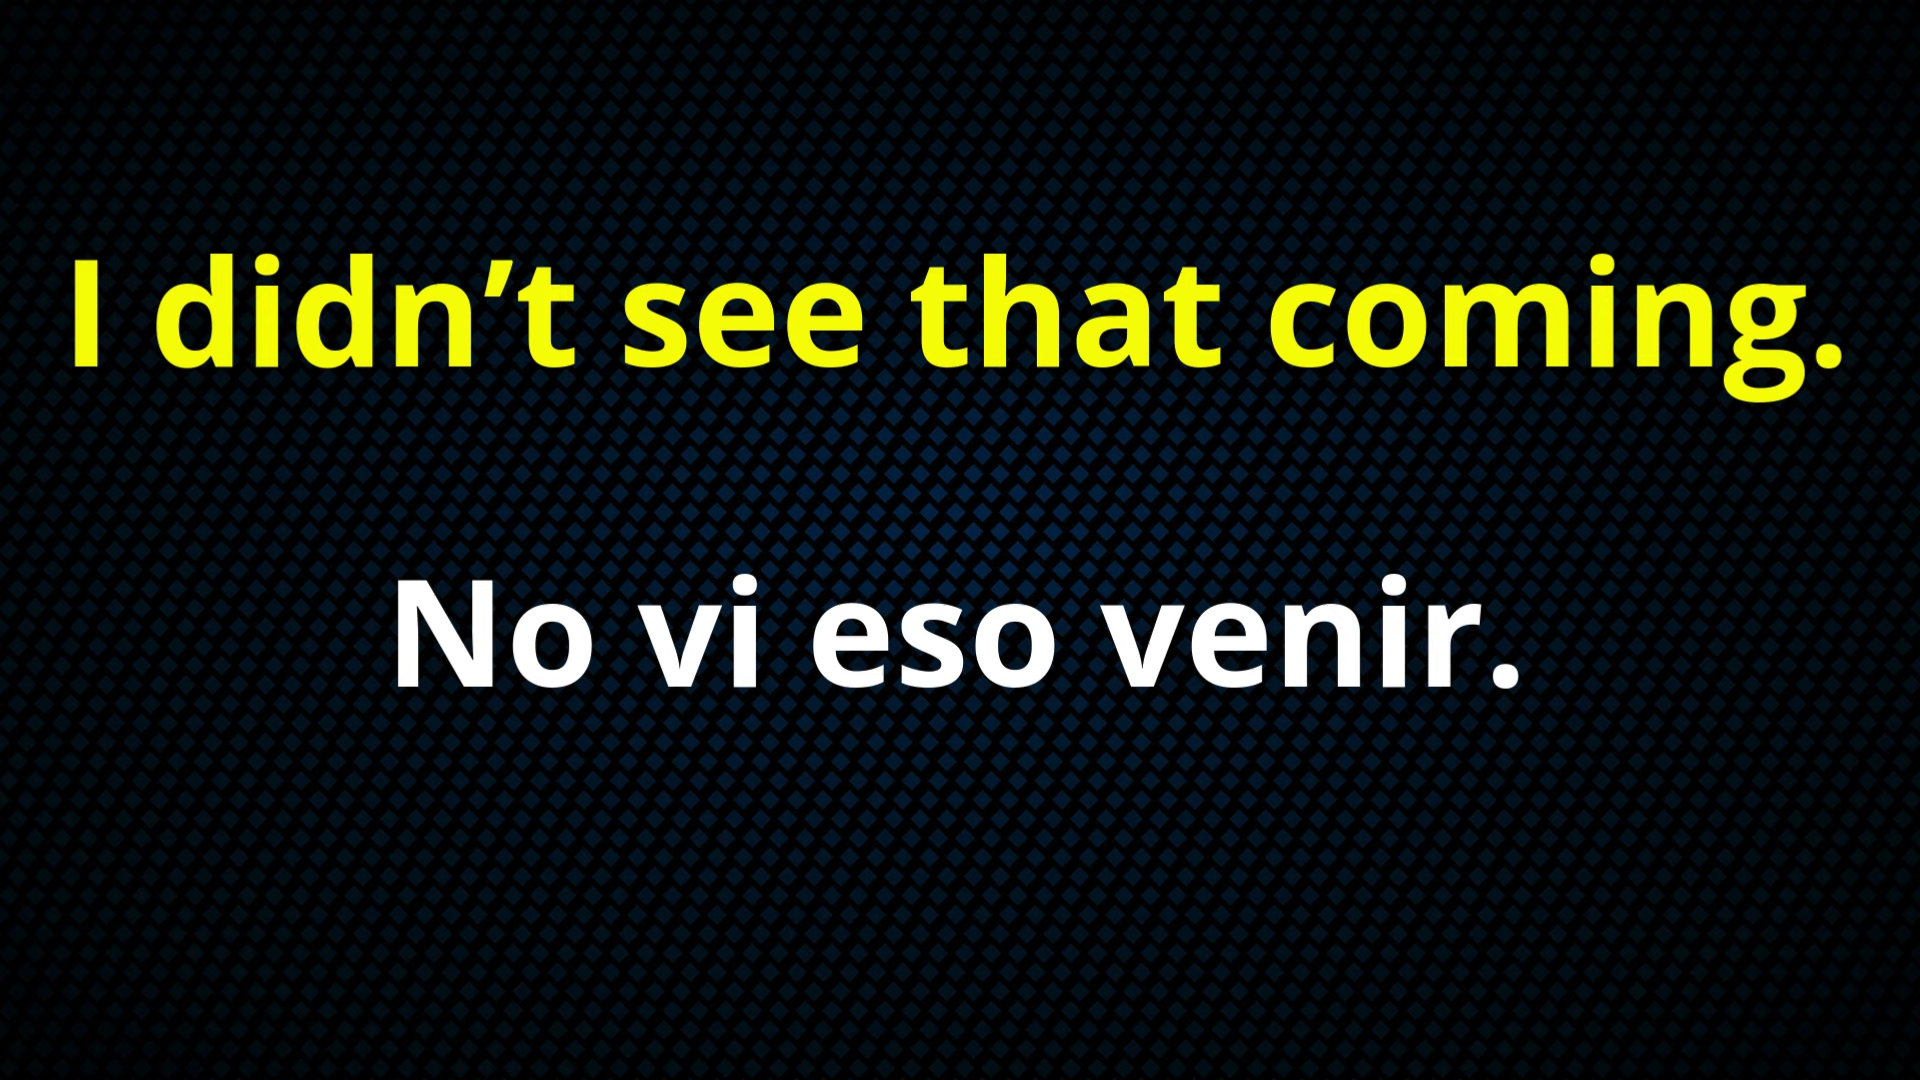 I didn’t see that coming.
No vi eso venir.